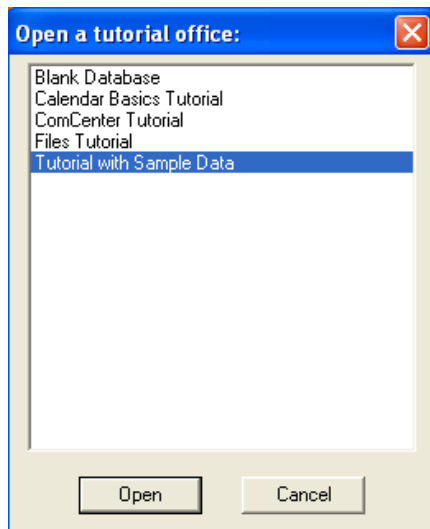 Open a tutorial office:
Blank Database
Calendar Basics Tutorial
ComCenter Tutorial
Files Tutorial
Tutorial with Sample Data
Open
Cancel